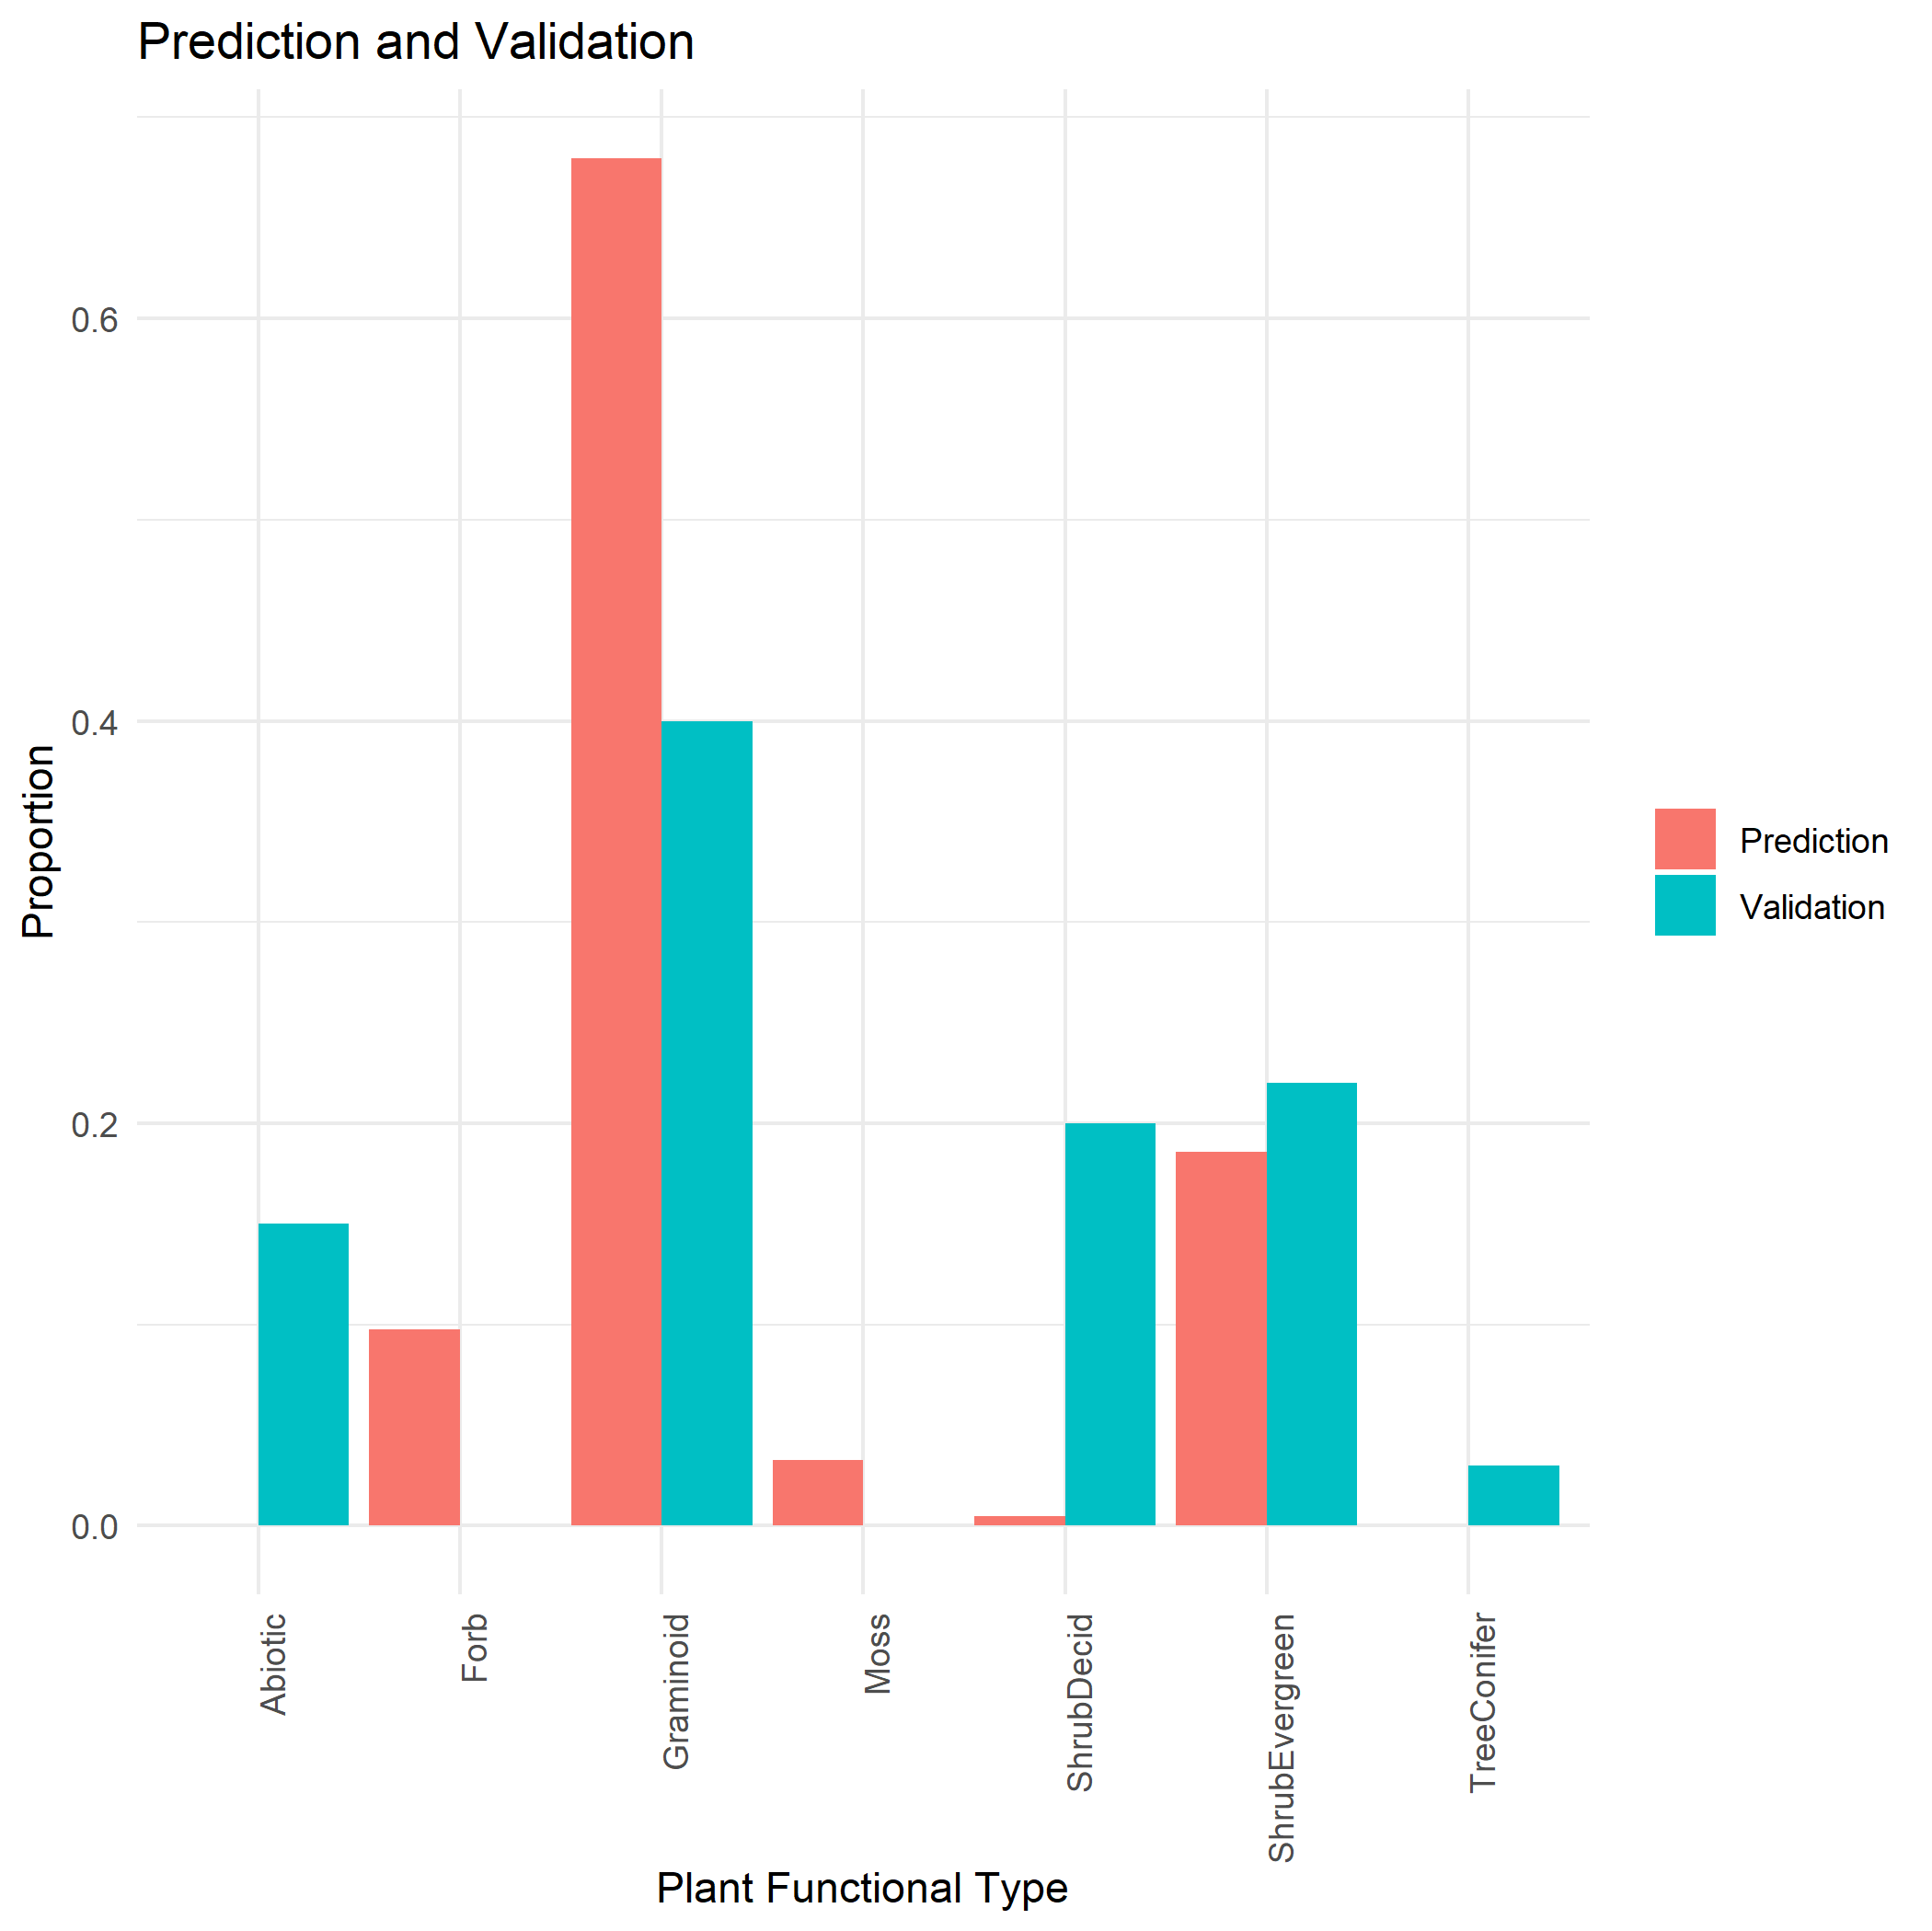 Prediction and Validation
Proportion
0.6
0.4
0.2
0.0
Abiotic
Forb
Graminoid
Moss
ShrubDecid
ShrubEvergreen
TreeConifer
Plant Functional Type
Prediction
Validation